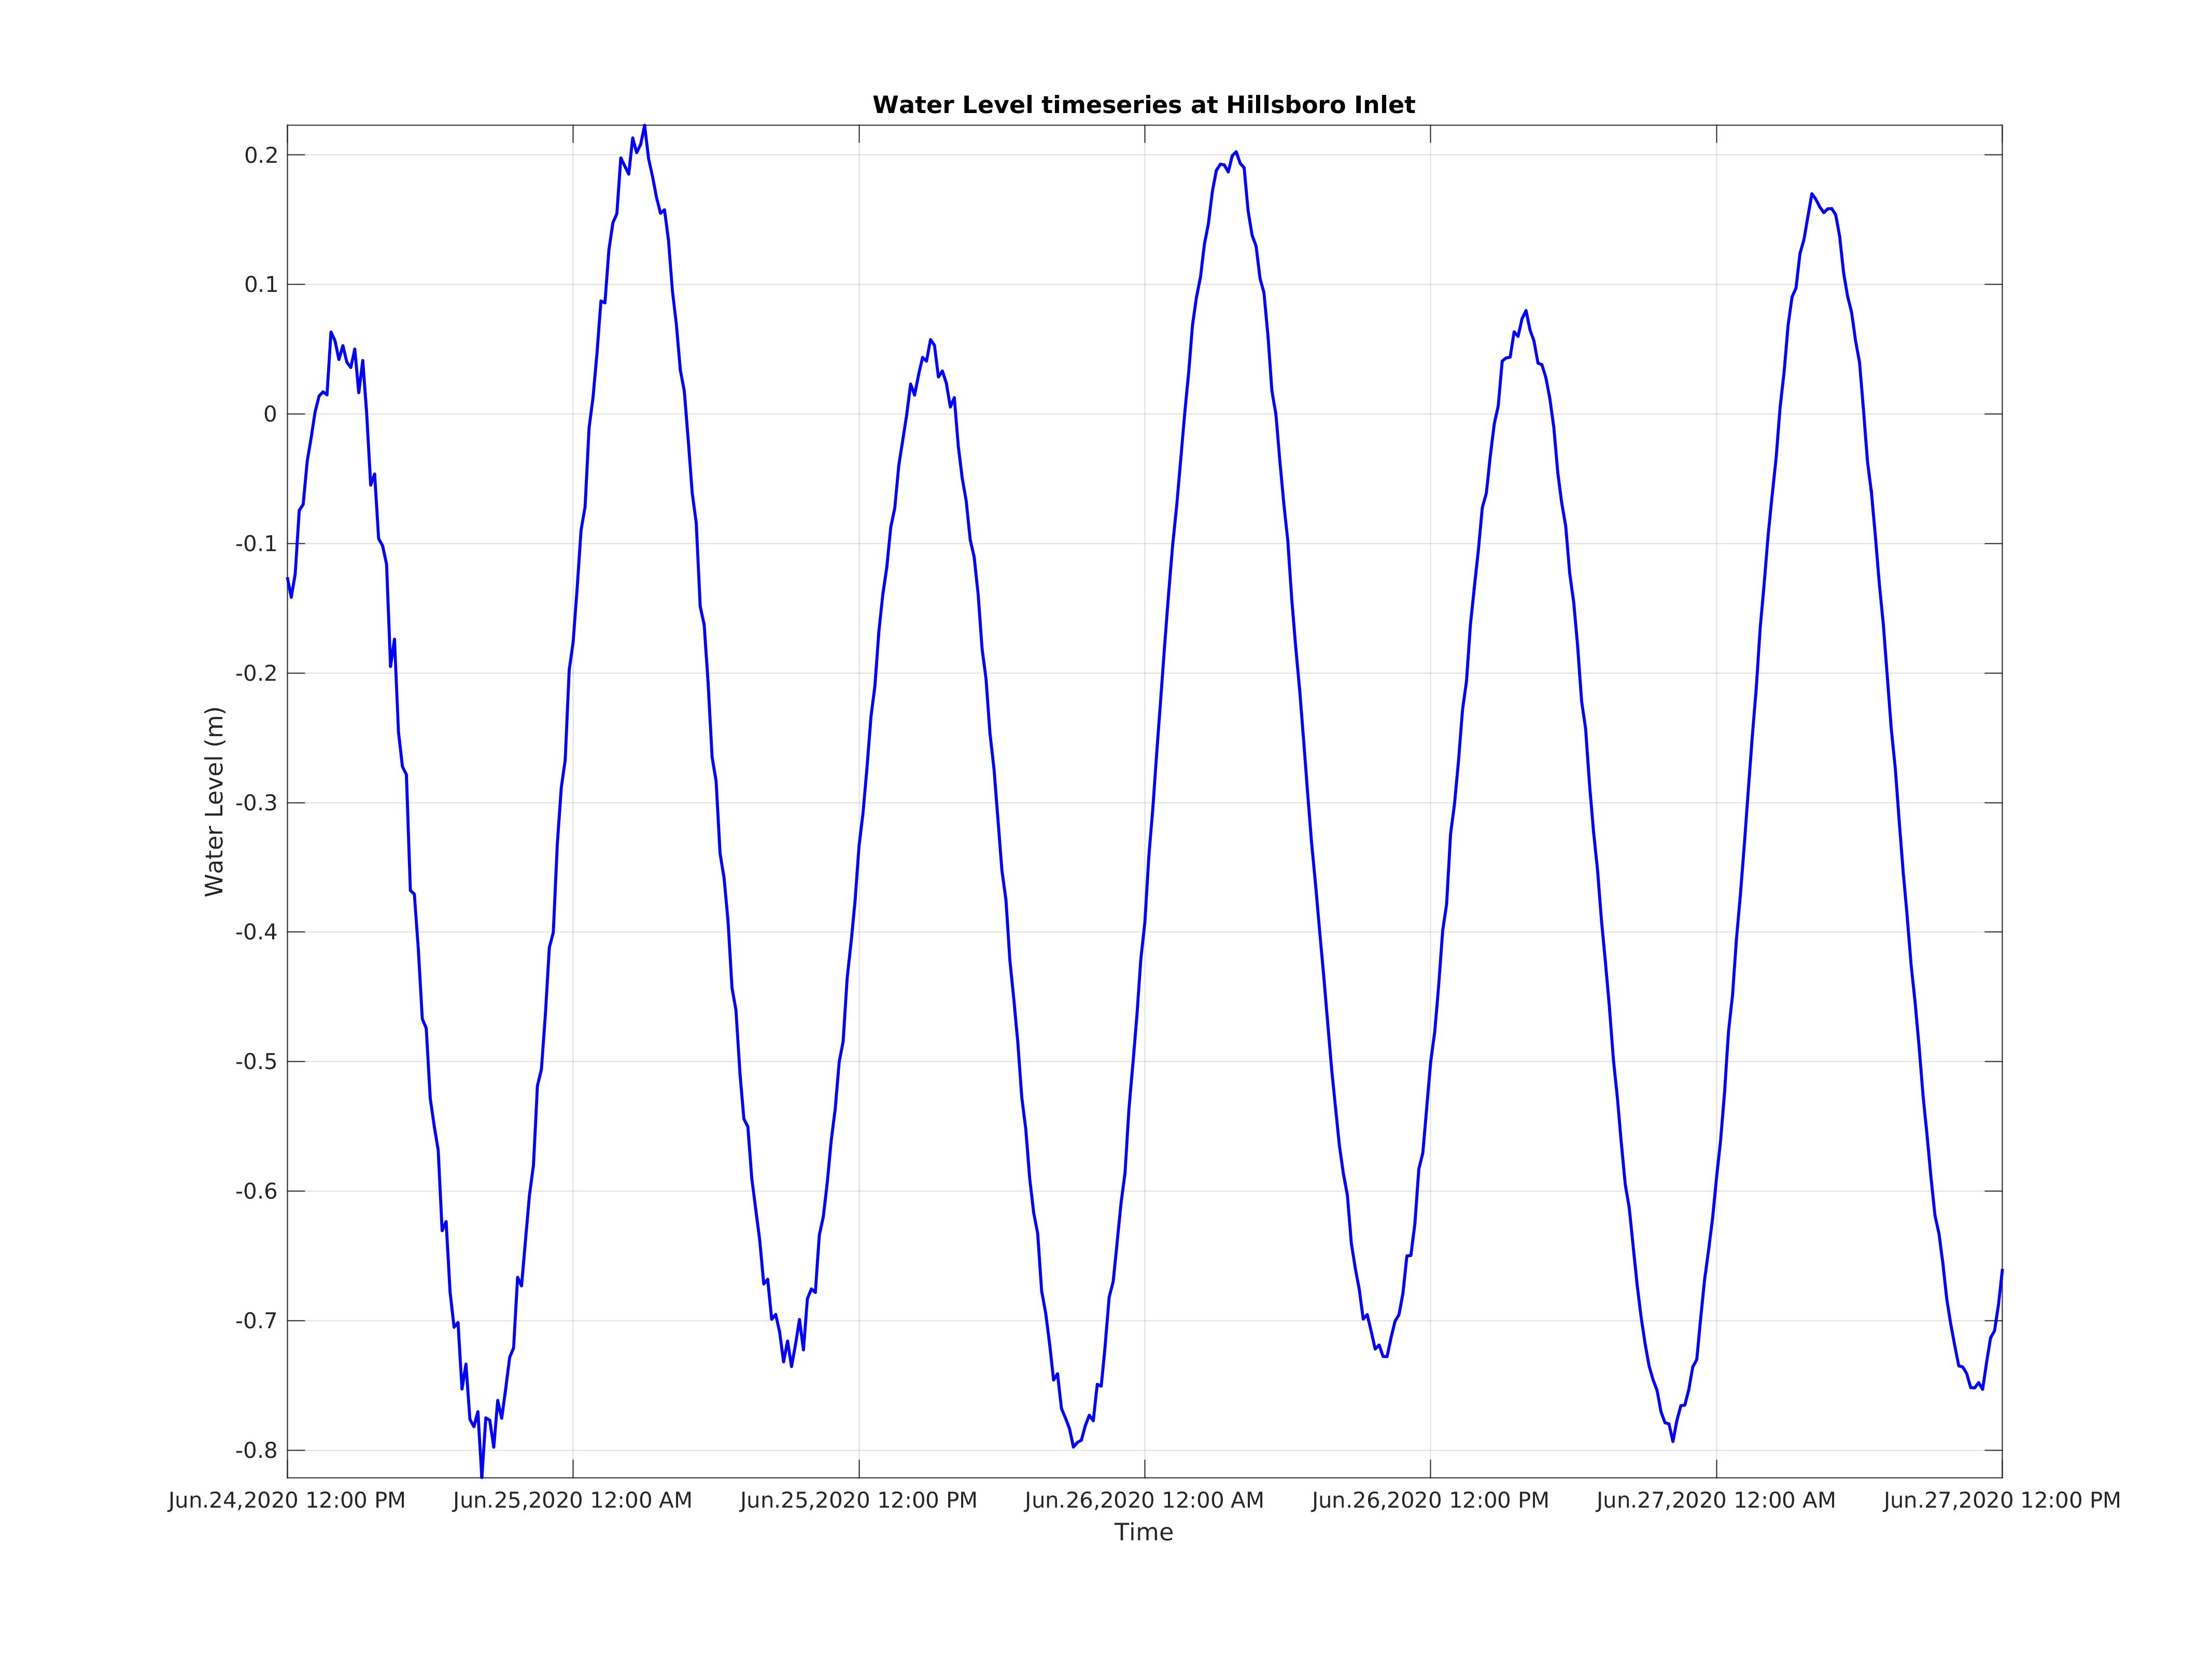 Water Level timeseries at Hillsboro Inlet
0.2
0.1
0
-0.1
-0.2
-0.3
-0.4
-0.5
-0.6
-0.7
-0.8
Water Level (m)
Jun.24,2020 12:00 PM
Jun.25,2020 12:00 AM
Jun.25,2020 12:00 PM
Jun.26,2020 12:00 AM
Jun.26,2020 12:00 PM
Jun.27,2020 12:00 AM
Jun.27,2020 12:00 PM
Time